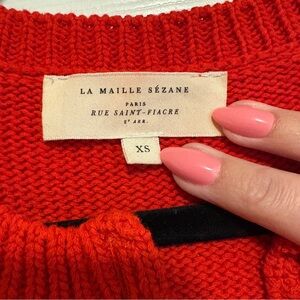 LA MAILLE SÉZANE
PARIS
RUE SAINT-FIACRE
2E ARR.
XS